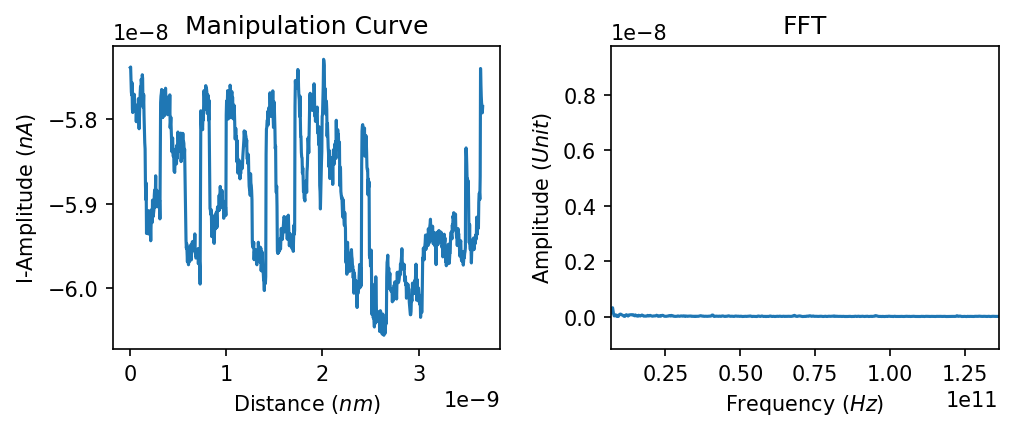 Manipulation Curve
1e−8
I-Amplitude (nA)
−5.8
−5.9
−6.0
0 1 2 3
1e−9
Distance (nm)
FFT
1e−8
Amplitude (Unit)
0.8
0.6
0.4
0.2
0.0
0.25 0.50 0.75 1.00 1.25
1e11
Frequency (Hz)